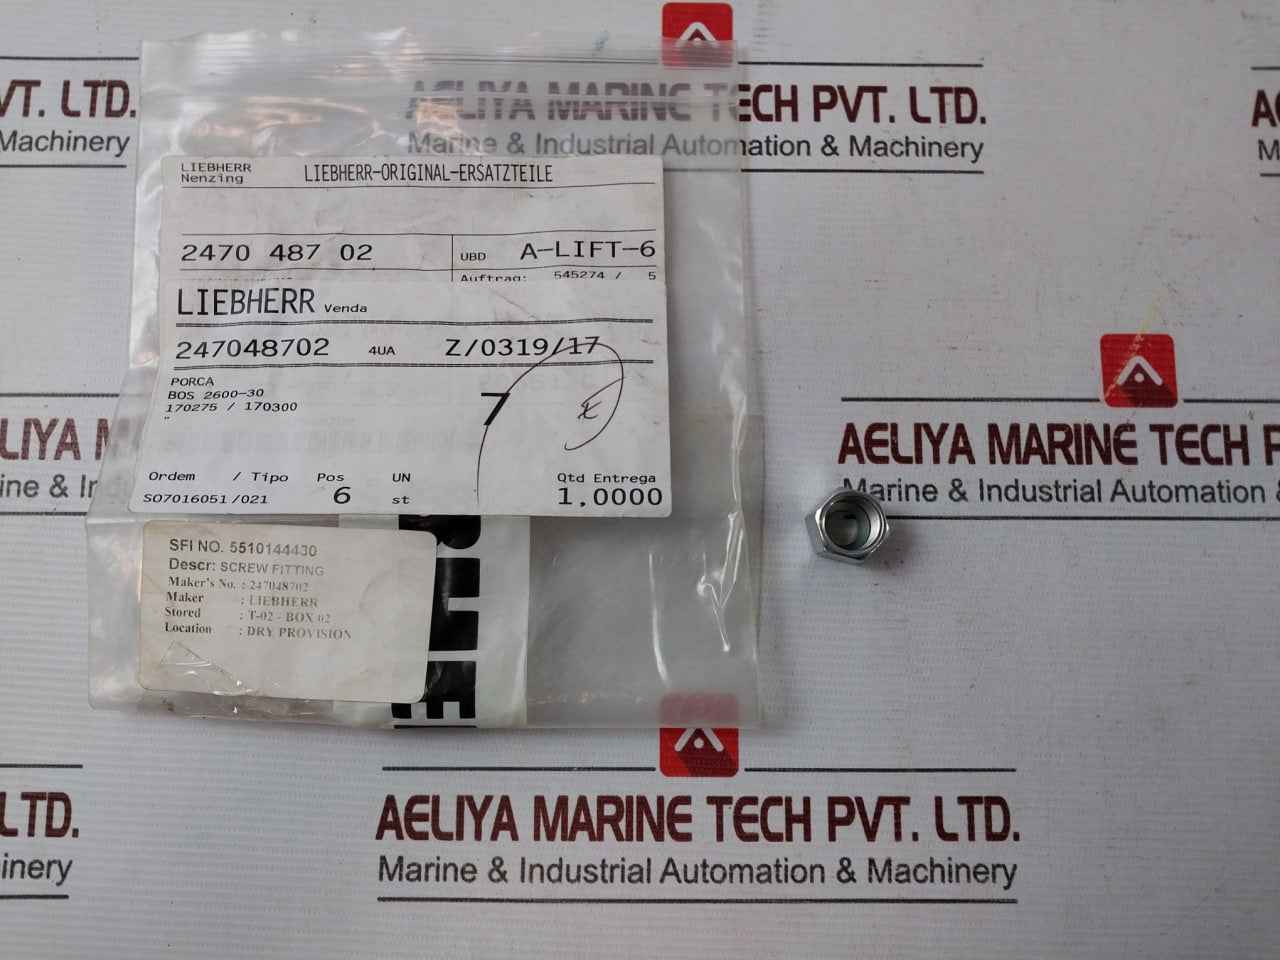 VT. LTD.
Machinery
AELIYA MARINE TECH PVT. LTD.
Marine & Industrial Automation & Machinery
LIEBHERR
Nenzing
LIEBHERR-ORIGINAL-ERSATZTEILE
2470 487 02
UBD A-LIFT-6
Auftrag: 545274 / 5
LIEBHERR Venda
247048702 4UA Z/0319/17
PORCA
BOS 2600-30
170275 / 170300
"
7
Ordem / Tipo Pos UN Qtd Entrega
S07016051 /021 6 st 1,0000
SFI NO. 5510144430
Descr: SCREW FITTING
Maker's No. : 247048702
Maker : LIEBHERR
Stored : T-02 - BOX 02
Location : DRY PROVISION
LIYA M
ine & In
AELIYA MARINE TECH P
Marine & Industrial Automation &
LTD.
inery
AELIYA MARINE TECH PVT. LTD.
Marine & Industrial Automation & Machinery